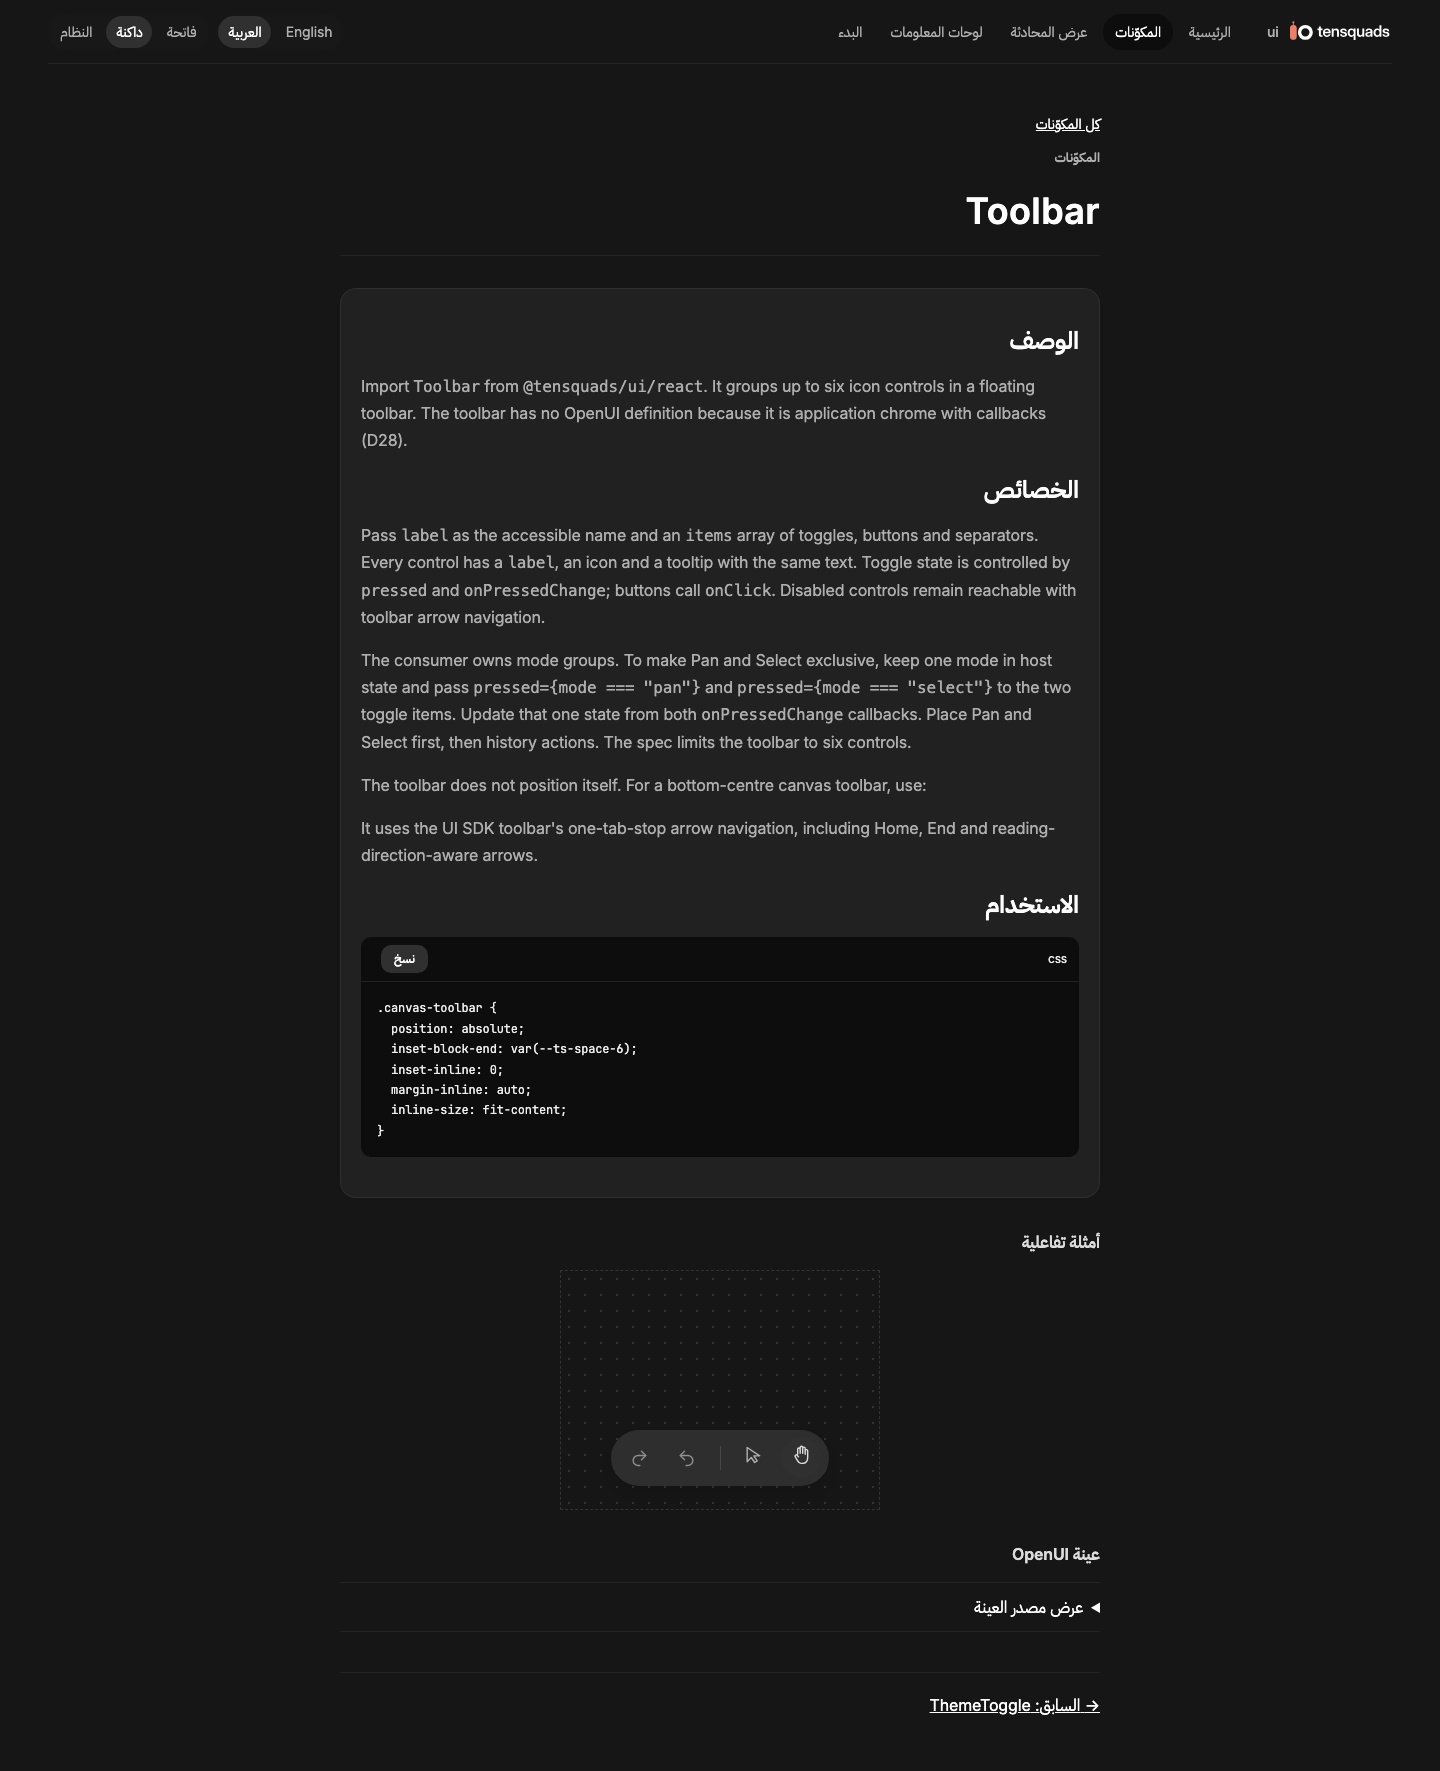 tensquads ui
الرئيسية
المكوّنات
عرض المحادثة
لوحات المعلومات
البدء
English
العربية
فاتحة
داكنة
النظام
كل المكوّنات
المكوّنات
Toolbar
الوصف
Import Toolbar from @tensquads/ui/react. It groups up to six icon controls in a floating
toolbar. The toolbar has no OpenUI definition because it is application chrome with callbacks
(D28).
الخصائص
Pass label as the accessible name and an items array of toggles, buttons and separators.
Every control has a label, an icon and a tooltip with the same text. Toggle state is controlled by
pressed and onPressedChange; buttons call onClick. Disabled controls remain reachable with
toolbar arrow navigation.
The consumer owns mode groups. To make Pan and Select exclusive, keep one mode in host
state and pass pressed={mode === "pan"} and pressed={mode === "select"} to the two
toggle items. Update that one state from both onPressedChange callbacks. Place Pan and
Select first, then history actions. The spec limits the toolbar to six controls.
The toolbar does not position itself. For a bottom-centre canvas toolbar, use:
It uses the UI SDK toolbar's one-tab-stop arrow navigation, including Home, End and reading-
direction-aware arrows.
الاستخدام
css
نسخ
.canvas-toolbar {
  position: absolute;
  inset-block-end: var(--ts-space-6);
  inset-inline: 0;
  margin-inline: auto;
  inline-size: fit-content;
}
أمثلة تفاعلية
عينة OpenUI
عرض مصدر العينة
→ السابق: ThemeToggle